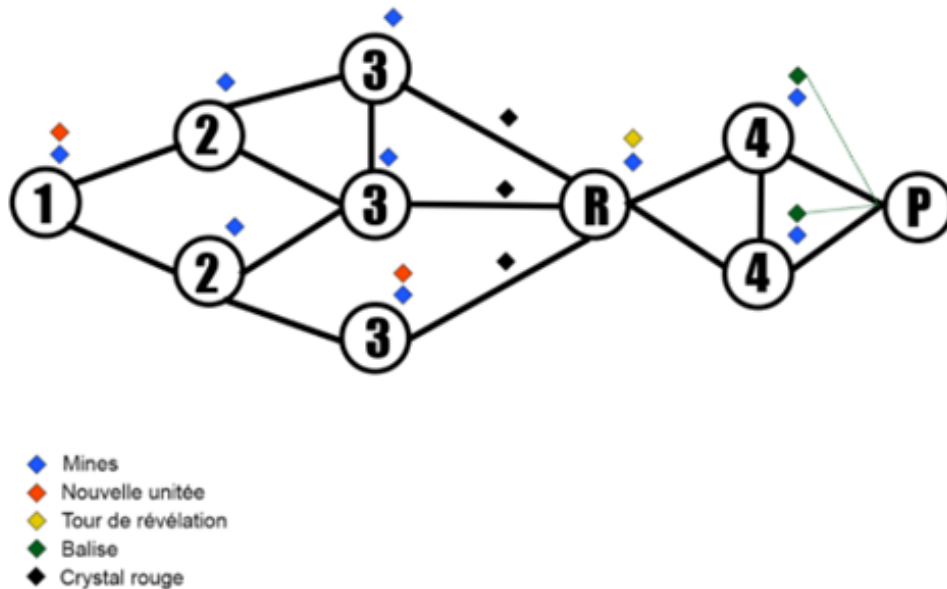 3
2
4
3
1
R
P
2
4
3
Mines
Nouvelle unitée
Tour de révélation
Balise
Crystal rouge